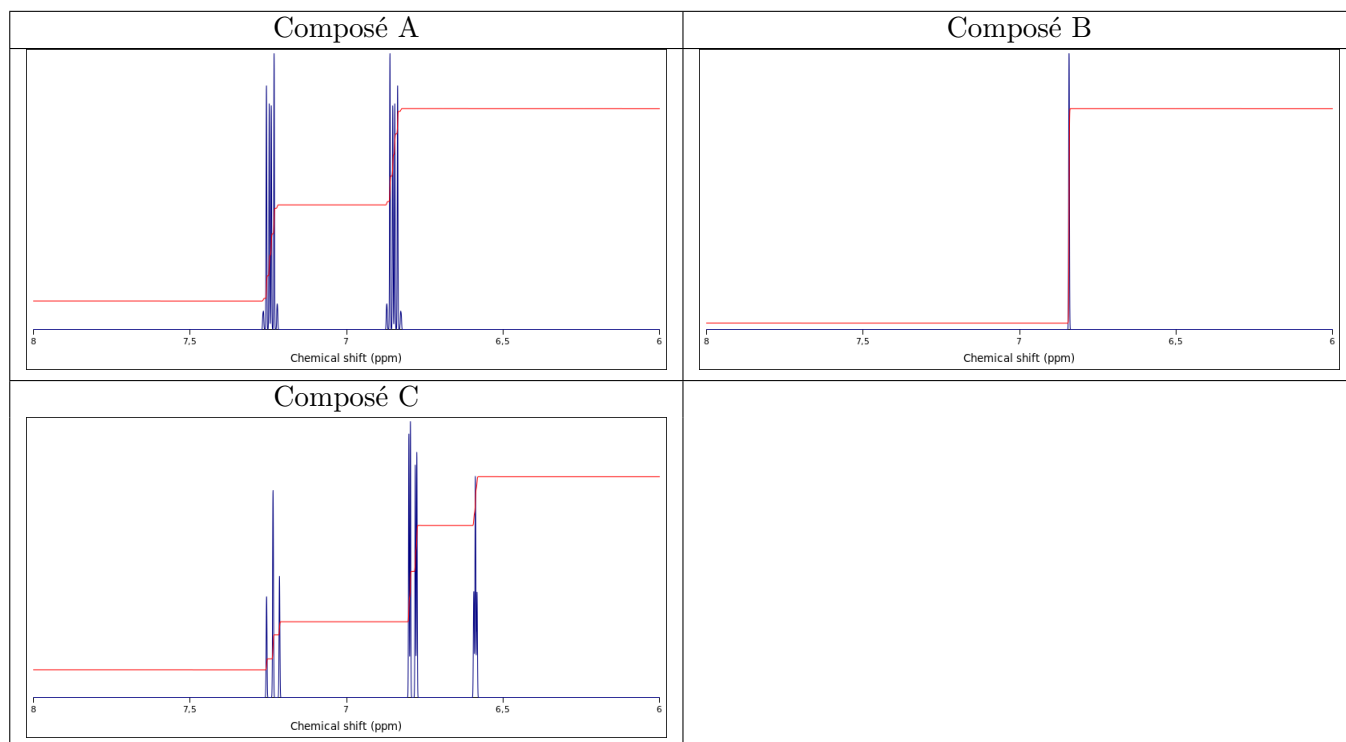 Composé A
Composé B
8 7,5 7 6,5 6
Chemical shift (ppm)
8 7,5 7 6,5 6
Chemical shift (ppm)
Composé C
8 7,5 7 6,5 6
Chemical shift (ppm)